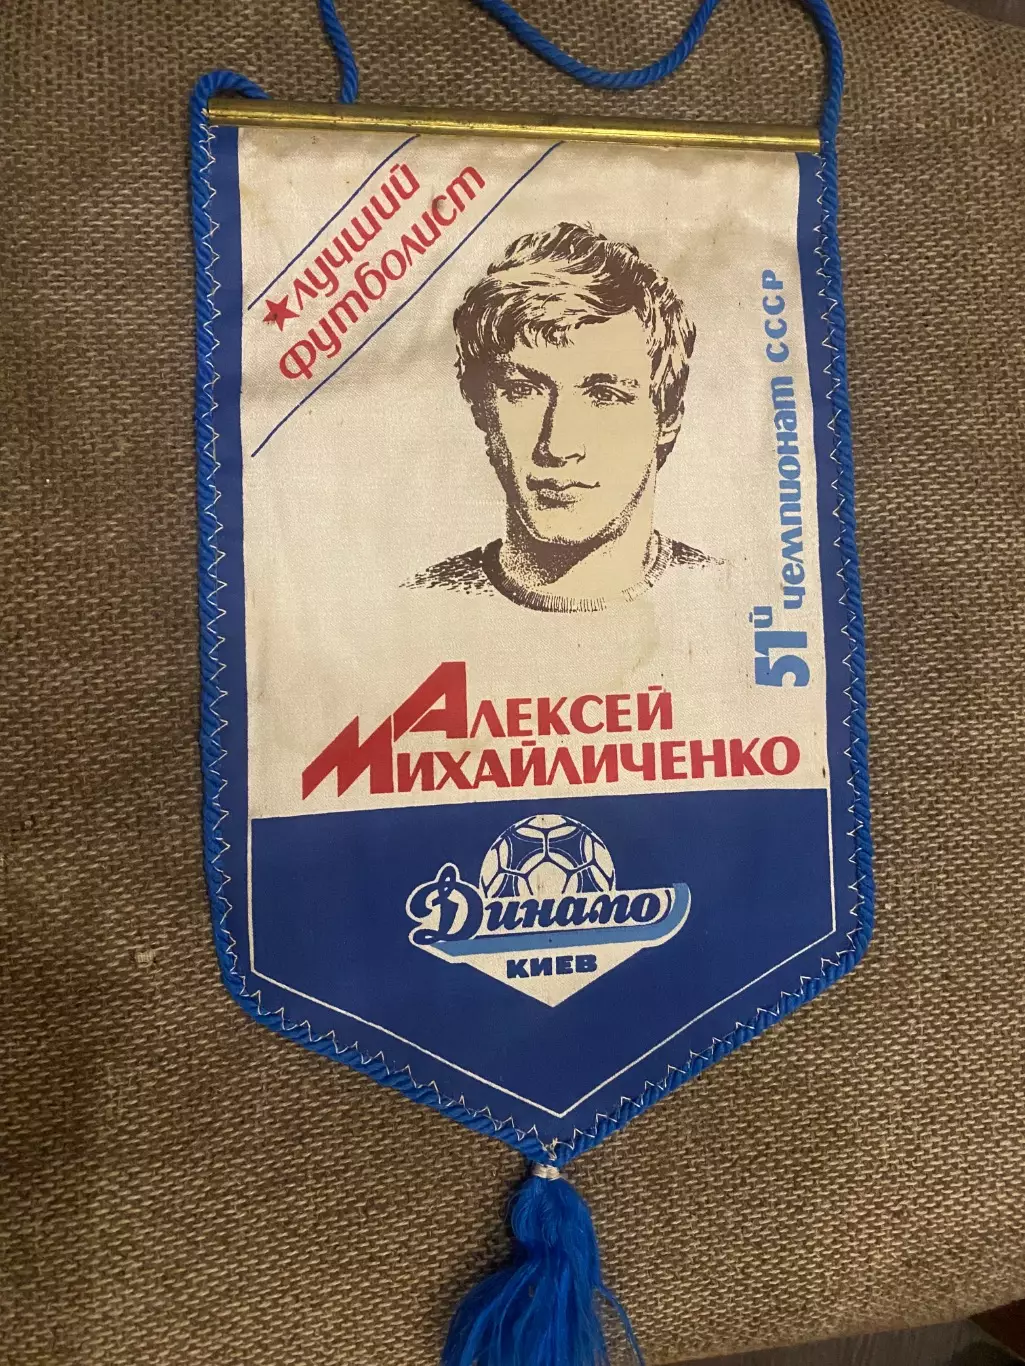 ★ лучший
футболист
51й чемпионат СССР
Алексей
Михайличенко
Динамо
Киев